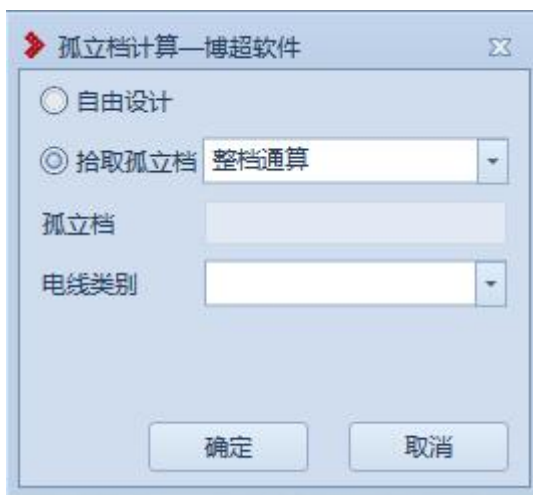 孤立档计算—博超软件
自由设计
拾取孤立档 整档通算
孤立档
电线类别
确定 取消